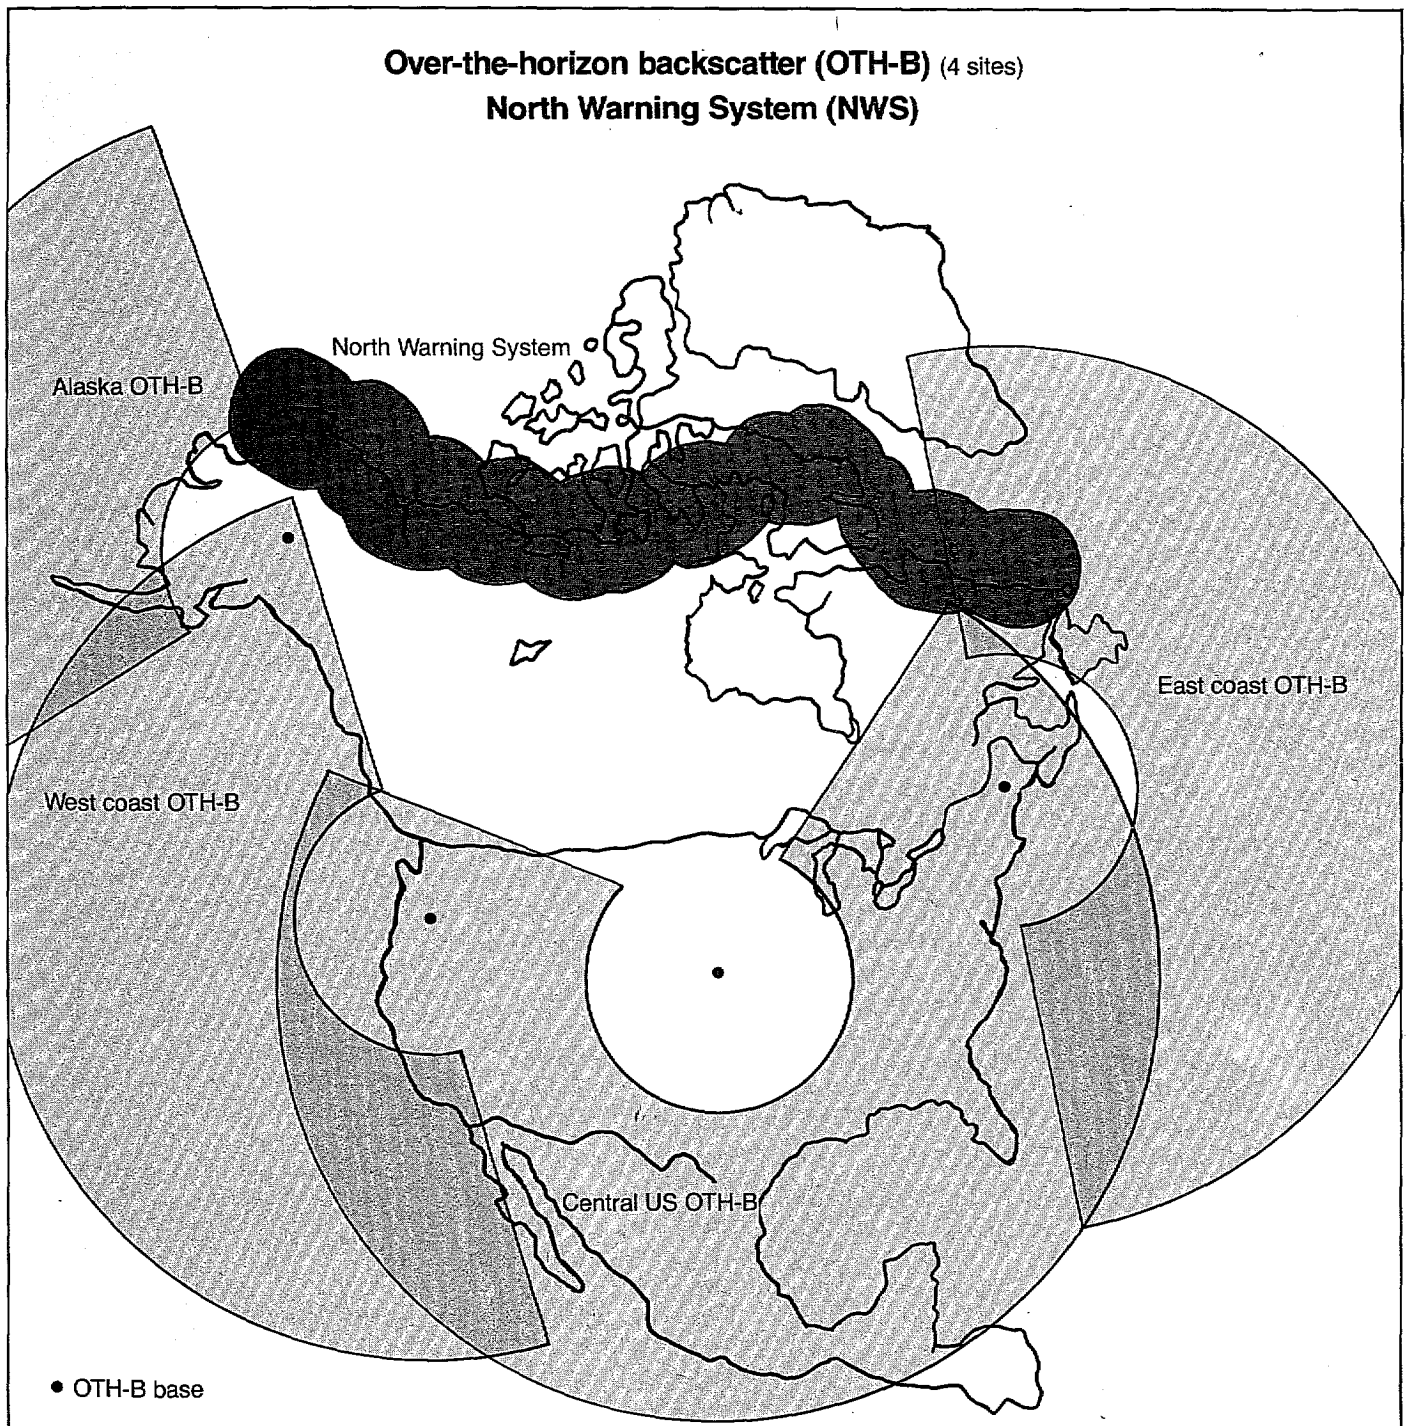 Over-the-horizon backscatter (OTH-B) (4 sites)
North Warning System (NWS)
North Warning System
Alaska OTH-B
East coast OTH-B
West coast OTH-B
Central US OTH-B
• OTH-B base